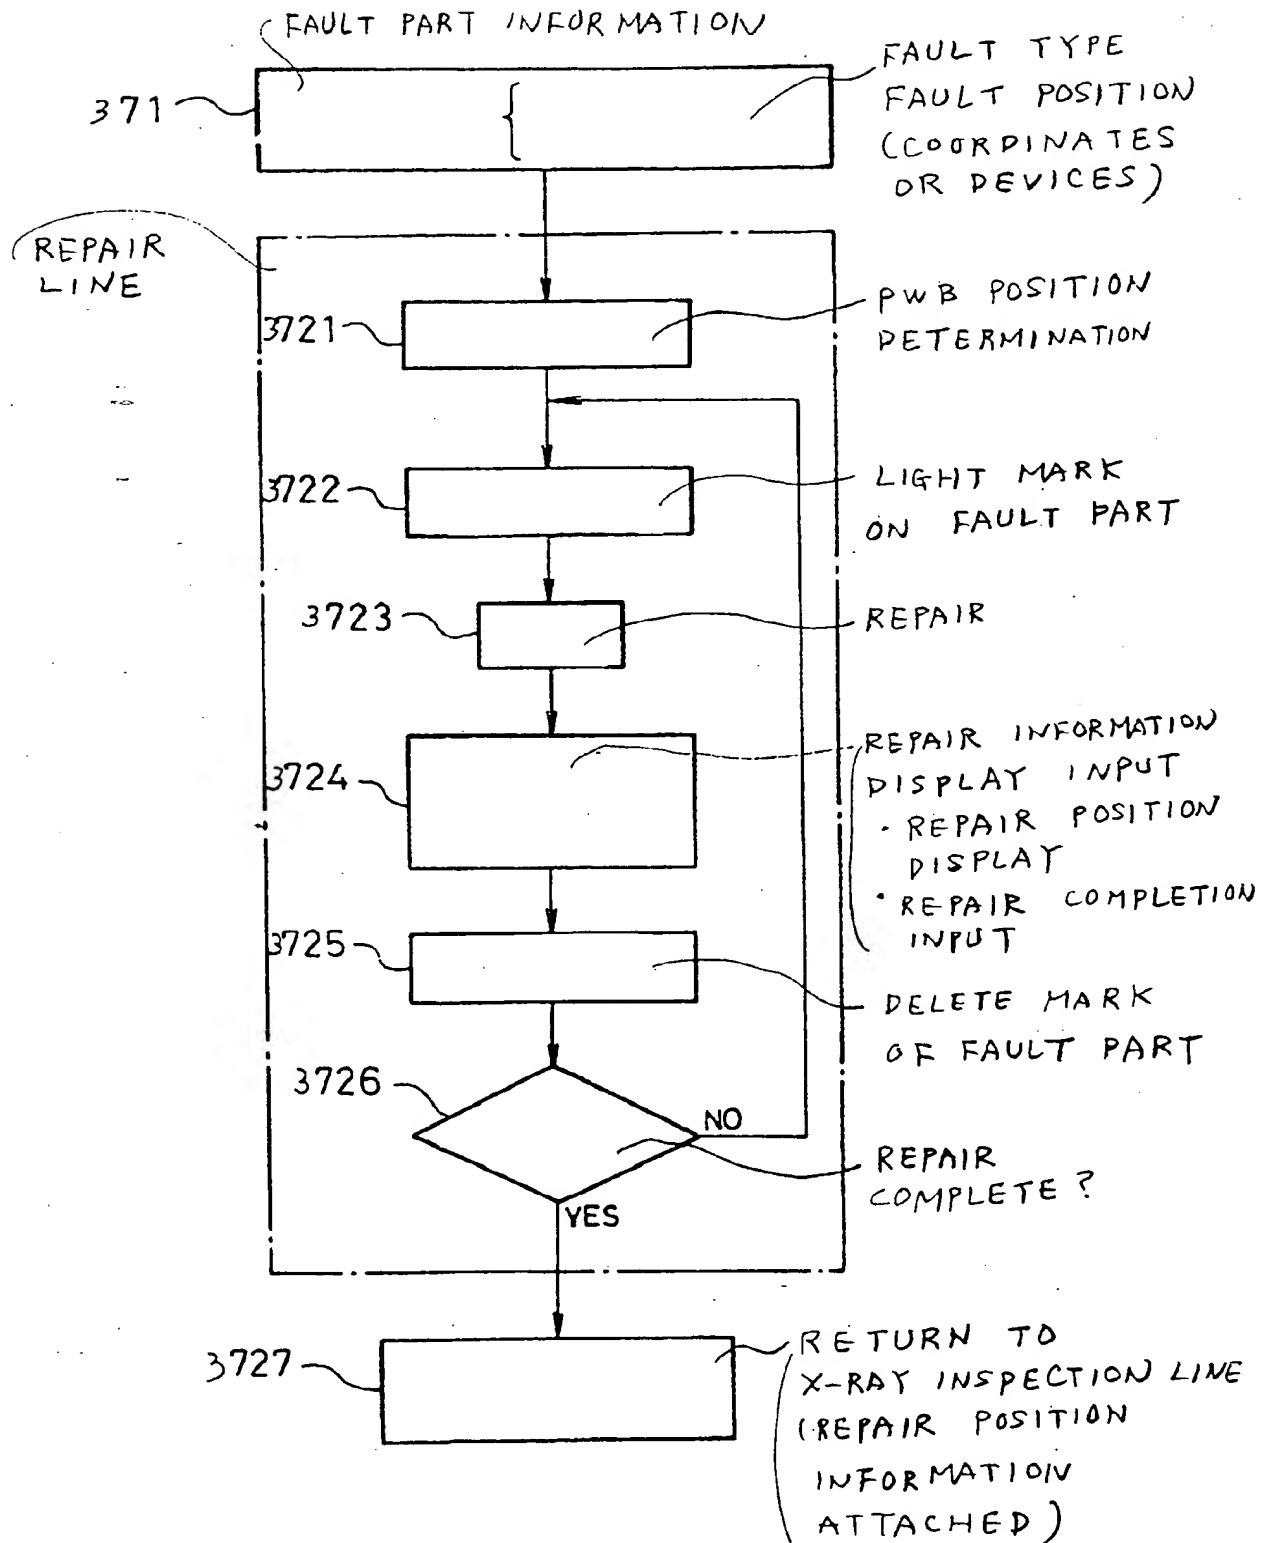 FAULT PART INFORMATION
371
FAULT TYPE
FAULT POSITION
(COORDINATES
OR DEVICES)
REPAIR
LINE
3721
PWB POSITION
DETERMINATION
3722
LIGHT MARK
ON FAULT PART
3723
REPAIR
3724
REPAIR INFORMATION
DISPLAY INPUT
· REPAIR POSITION
DISPLAY
· REPAIR COMPLETION
INPUT
3725
DELETE MARK
OF FAULT PART
3726
NO
REPAIR
COMPLETE?
YES
3727
RETURN TO
X-RAY INSPECTION LINE
(REPAIR POSITION
INFORMATION
ATTACHED)